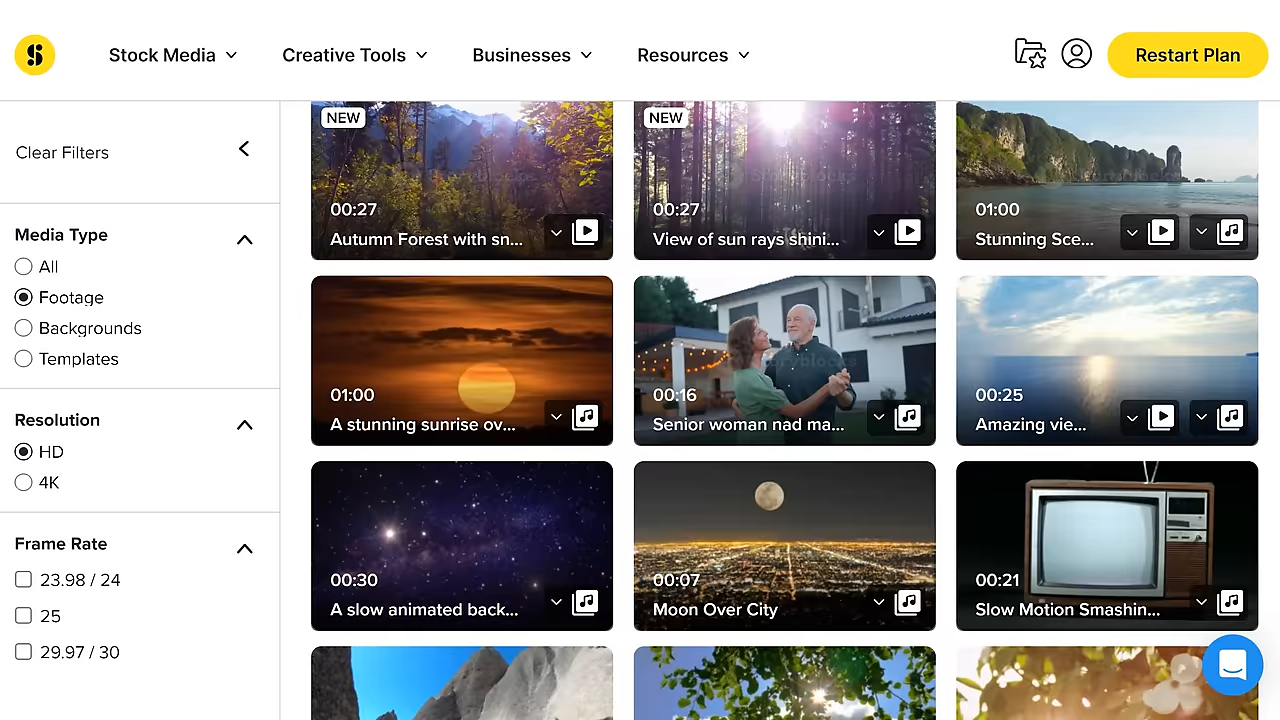 Stock Media
Creative Tools
Businesses
Resources
Restart Plan
Clear Filters
Media Type
All
Footage
Backgrounds
Templates
Resolution
HD
4K
Frame Rate
23.98 / 24
25
29.97 / 30
NEW
00:27
Autumn Forest with sn...
NEW
00:27
View of sun rays shini...
01:00
Stunning Sce...
01:00
A stunning sunrise ov...
00:16
Senior woman nad ma...
00:25
Amazing vie...
00:30
A slow animated back...
00:07
Moon Over City
00:21
Slow Motion Smashin...